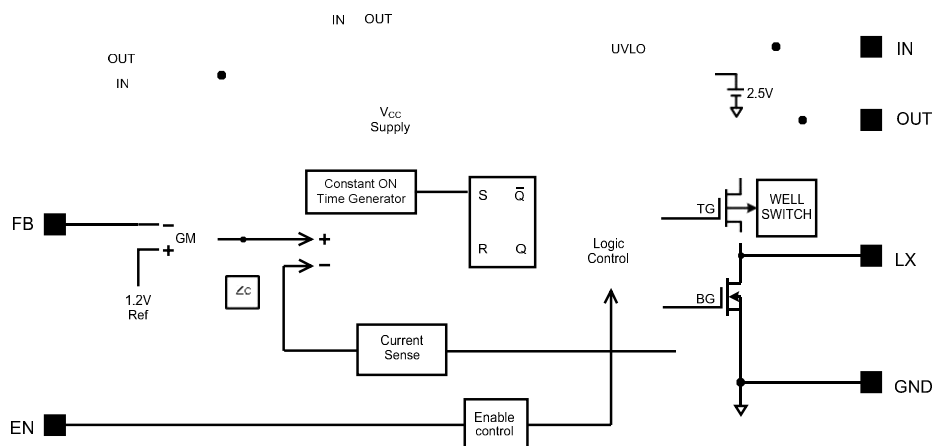 IN OUT
OUT
IN
UVLO
IN
2.5V
OUT
VCC
Supply
Constant ON
Time Generator
S Q̅
R Q
TG
WELL
SWITCH
FB
−
GM
+
+
−
Logic
Control
LX
1.2V
Ref
∠C
BG
Current
Sense
GND
EN
Enable
control